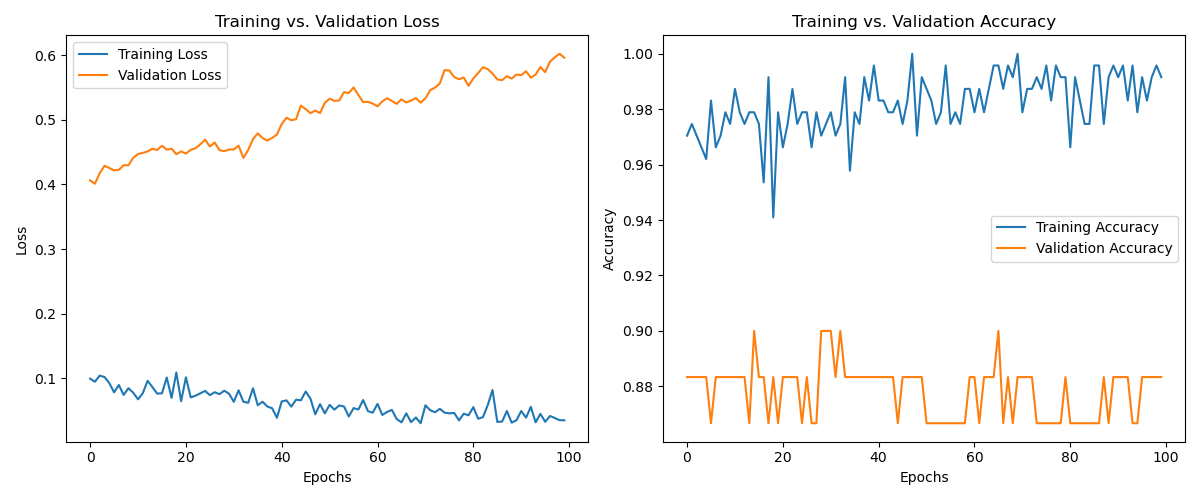 Training vs. Validation Loss
0.6
0.5
0.4
0.3
0.2
0.1
Loss
Training Loss
Validation Loss
0 20 40 60 80 100
Epochs
Training vs. Validation Accuracy
1.00
0.98
0.96
0.94
0.92
0.90
0.88
Accuracy
Training Accuracy
Validation Accuracy
0 20 40 60 80 100
Epochs